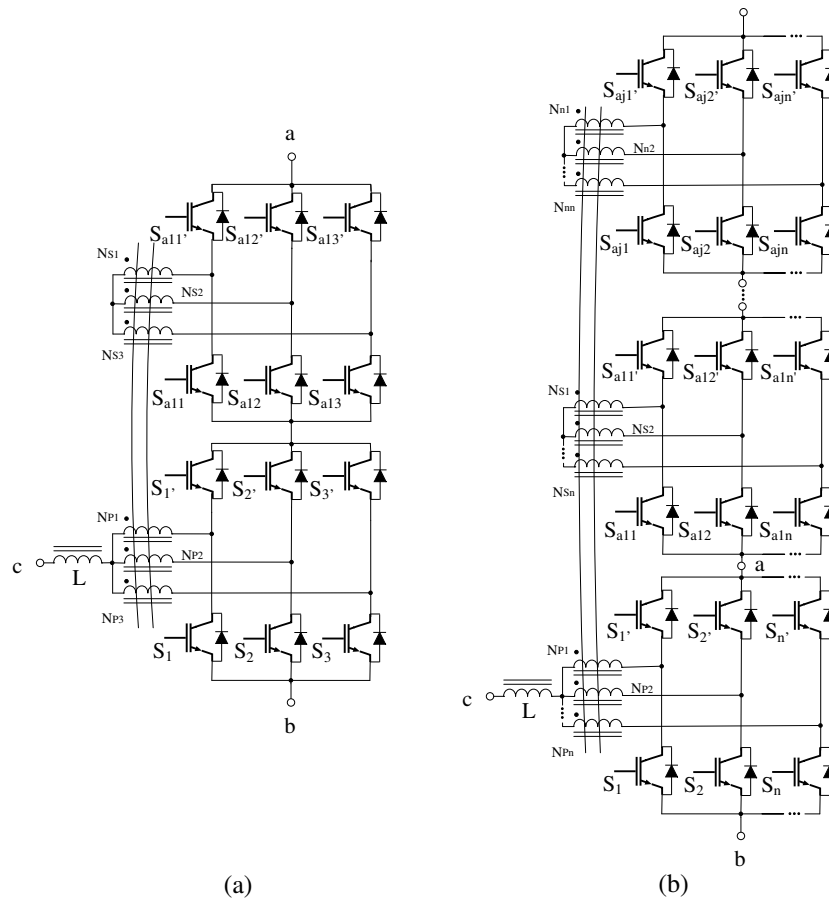 a
Sa11' Sa12' Sa13'
NS1
NS2
NS3
Sa11 Sa12 Sa13
S1' S2' S3'
NP1
NP2
c L
NP3
S1 S2 S3
b
(a)
Saj1' Saj2' Sajn'
Nn1
Nn2
Nnn
Saj1 Saj2 Sajn
Sa11' Sa12' Sa1n'
NS1
NS2
NSn
Sa11 Sa12 Sa1n
a
S1' S2' Sn'
NP1
NP2
c L
NPn
S1 S2 Sn
b
(b)